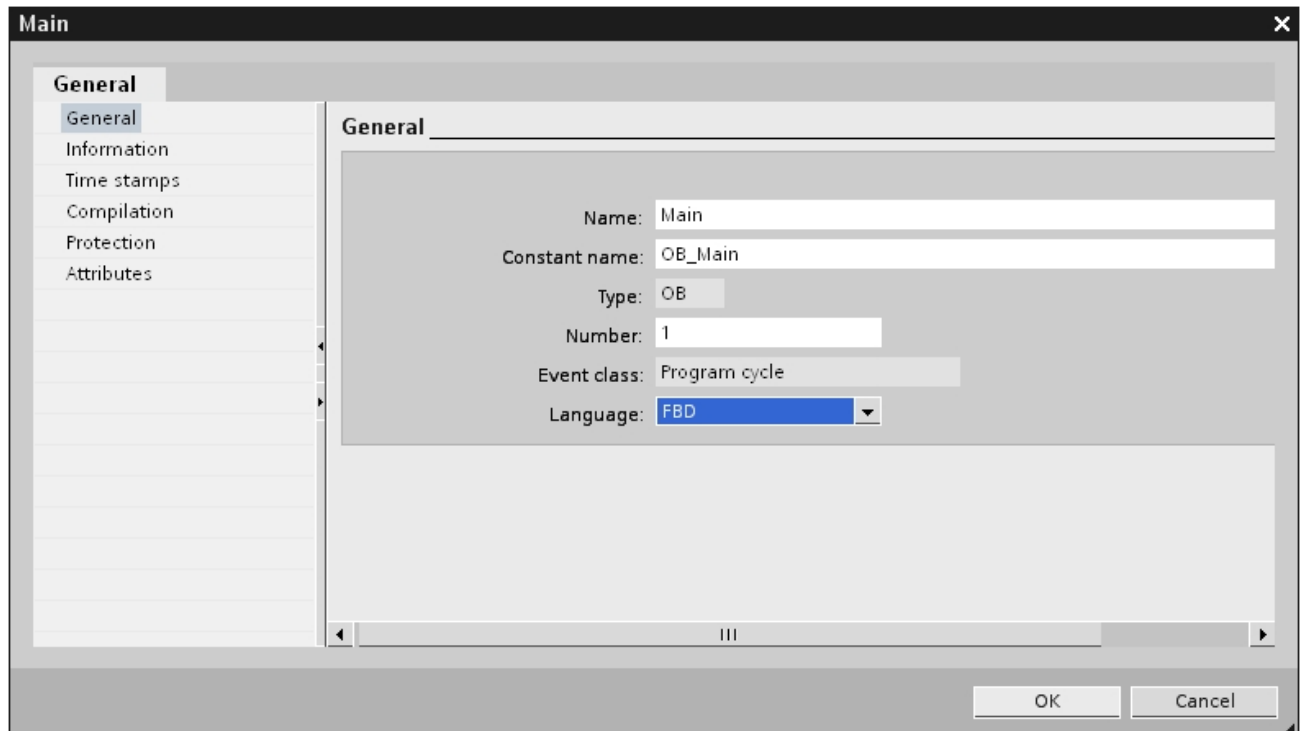 Main
General
General
Information
Time stamps
Compilation
Protection
Attributes
General
Name: Main
Constant name: OB_Main
Type: OB
Number: 1
Event class: Program cycle
Language: FBD
OK Cancel